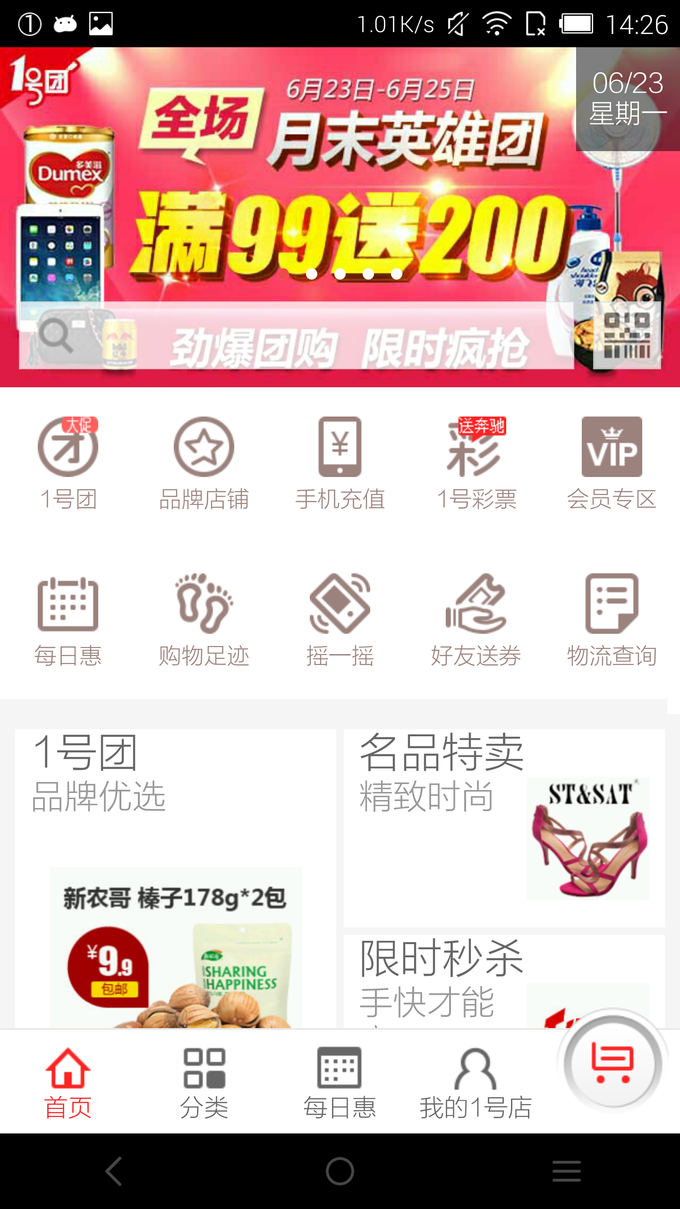 1.01K/s
14:26
1号团
全场
6月23日-6月25日
月末英雄团
06/23
星期一
多美滋
Dumex
满99送200
head&
劲爆团购 限时疯抢
大促
1号团
品牌店铺
¥
手机充值
送奔驰
彩
1号彩票
VIP
会员专区
每日惠
购物足迹
摇一摇
好友送券
物流查询
1号团
品牌优选
新农哥 榛子178g*2包
¥9.9
包邮
SHARING
HAPPINESS
名品特卖
精致时尚
ST&SAT
限时秒杀
手快才能
首页
分类
每日惠
我的1号店